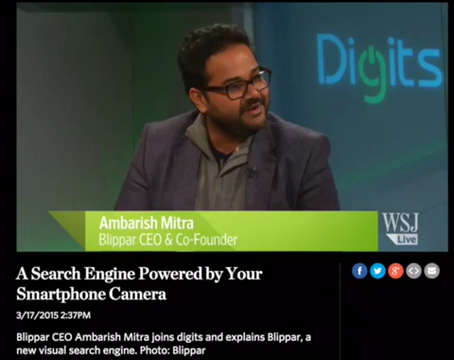 Digits
Ambarish Mitra
Blippar CEO & Co-Founder
WSJ
Live
A Search Engine Powered by Your
Smartphone Camera
3/17/2015 2:37PM
Blippar CEO Ambarish Mitra joins digits and explains Blippar, a
new visual search engine. Photo: Blippar